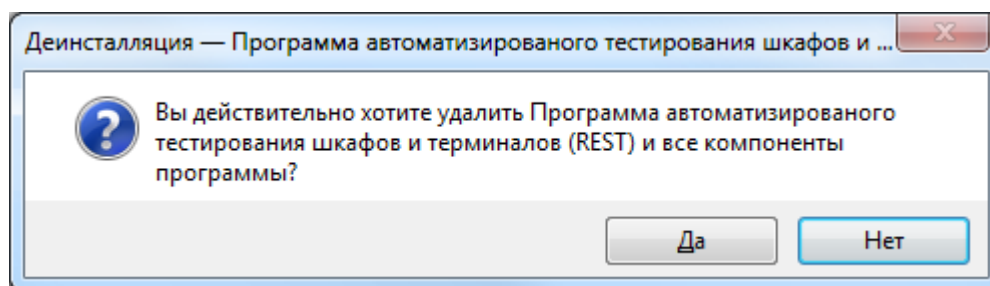 Деинсталляция — Программа автоматизированого тестирования шкафов и ...
Вы действительно хотите удалить Программа автоматизированого
тестирования шкафов и терминалов (REST) и все компоненты
программы?
Да
Нет